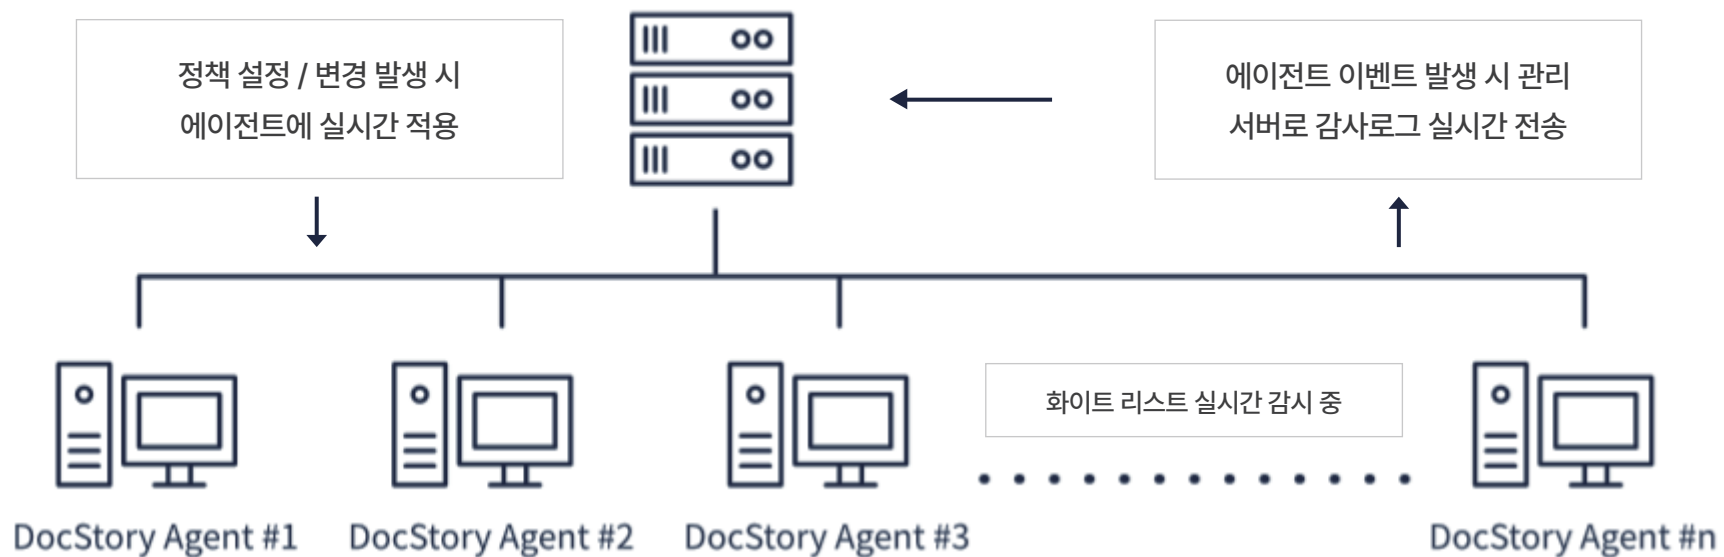 정책 설정 / 변경 발생 시
에이전트에 실시간 적용
에이전트 이벤트 발생 시 관리
서버로 감사로그 실시간 전송
화이트 리스트 실시간 감시 중
DocStory Agent #1
DocStory Agent #2
DocStory Agent #3
DocStory Agent #n